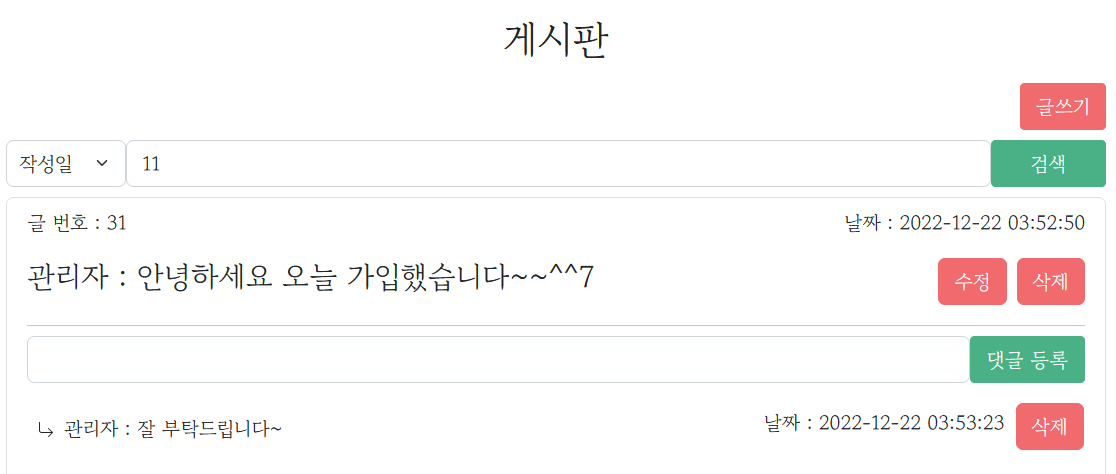 게시판
글쓰기
작성일 11 검색
글 번호 : 31 날짜 : 2022-12-22 03:52:50
관리자 : 안녕하세요 오늘 가입했습니다~~^^7 수정 삭제
댓글 등록
관리자 : 잘 부탁드립니다~ 날짜 : 2022-12-22 03:53:23 삭제